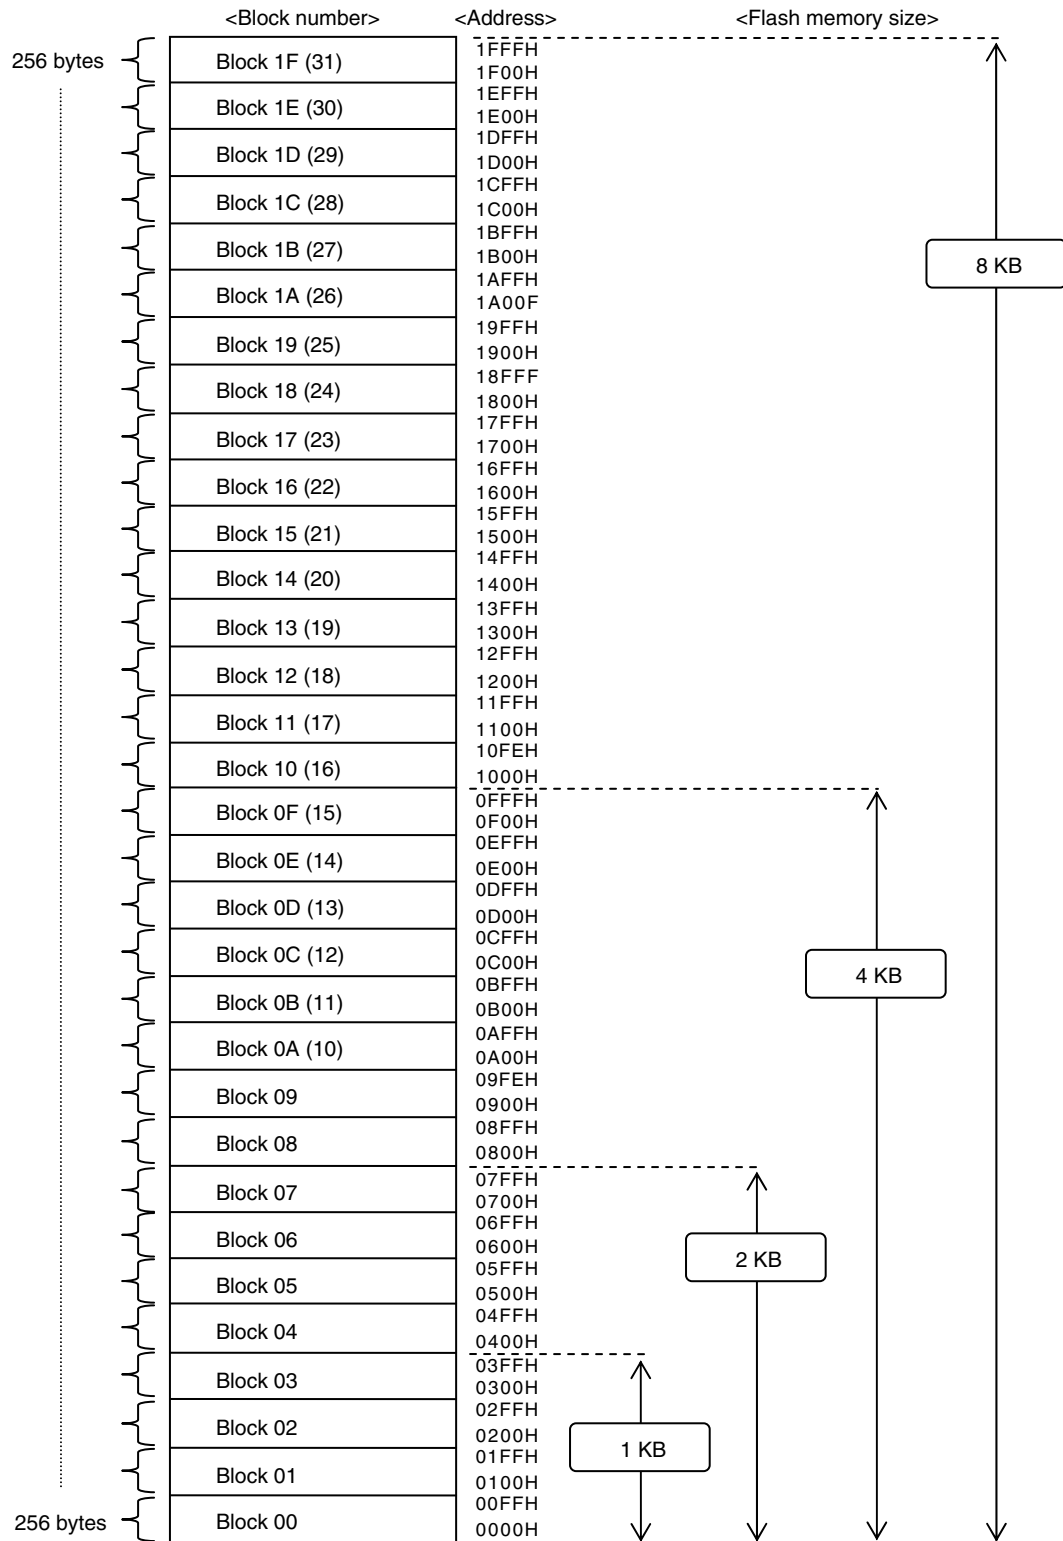 <Block number> <Address> <Flash memory size>
256 bytes Block 1F (31) 1FFFH
1F00H
Block 1E (30) 1EFFH
1E00H
Block 1D (29) 1DFFH
1D00H
Block 1C (28) 1CFFH
1C00H
Block 1B (27) 1BFFH
1B00H
8 KB
Block 1A (26) 1AFFH
1A00F
Block 19 (25) 19FFH
1900H
Block 18 (24) 18FFF
1800H
Block 17 (23) 17FFH
1700H
Block 16 (22) 16FFH
1600H
Block 15 (21) 15FFH
1500H
Block 14 (20) 14FFH
1400H
Block 13 (19) 13FFH
1300H
Block 12 (18) 12FFH
1200H
Block 11 (17) 11FFH
1100H
Block 10 (16) 10FEH
1000H
Block 0F (15) 0FFFH
0F00H
Block 0E (14) 0EFFH
0E00H
Block 0D (13) 0DFFH
0D00H
Block 0C (12) 0CFFH
0C00H
4 KB
Block 0B (11) 0BFFH
0B00H
Block 0A (10) 0AFFH
0A00H
Block 09 09FEH
0900H
Block 08 08FFH
0800H
Block 07 07FFH
0700H
Block 06 06FFH
0600H
2 KB
Block 05 05FFH
0500H
Block 04 04FFH
0400H
Block 03 03FFH
0300H
Block 02 02FFH
0200H
1 KB
Block 01 01FFH
0100H
256 bytes Block 00 00FFH
0000H